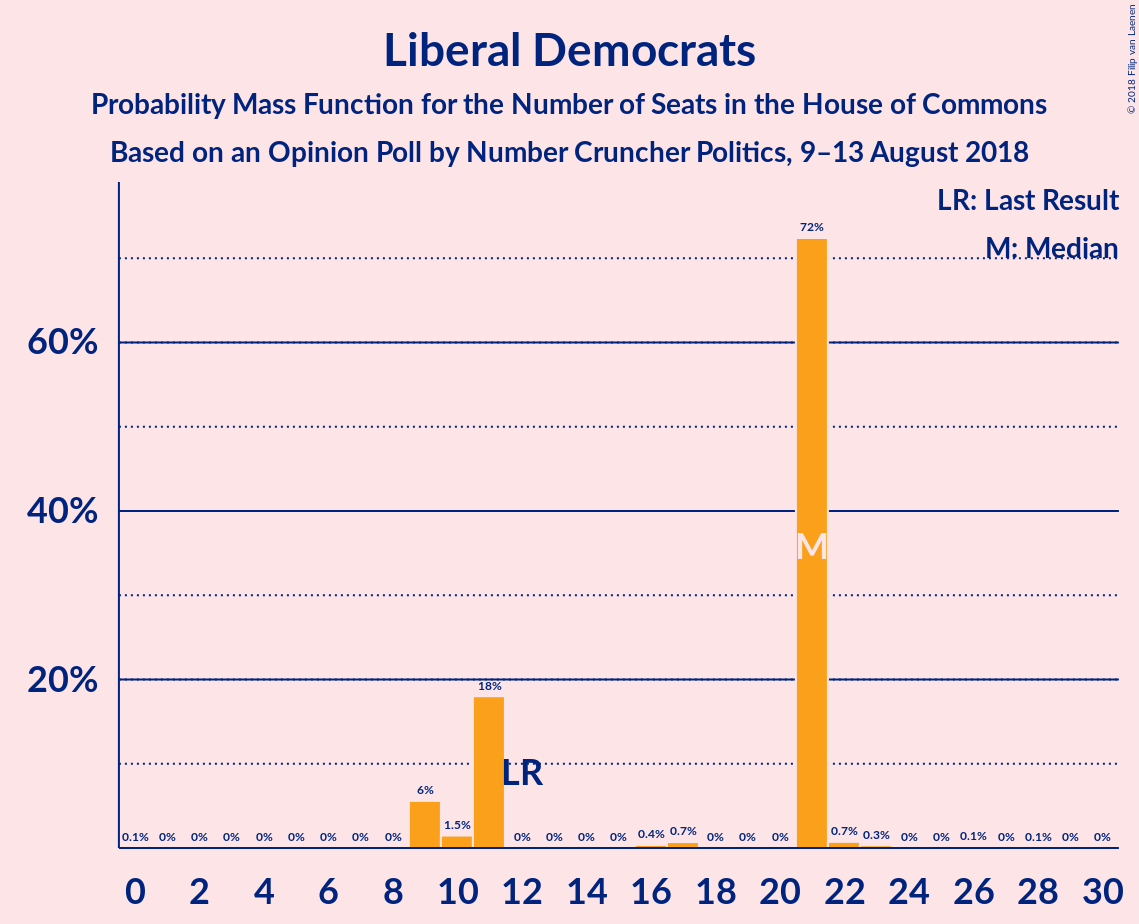 Liberal Democrats
Probability Mass Function for the Number of Seats in the House of Commons
Based on an Opinion Poll by Number Cruncher Politics, 9–13 August 2018
© 2018 Filip van Laenen
LR: Last Result
M: Median
60%
40%
20%
0.1% 0% 0% 0% 0% 0% 0% 0% 0% 6% 1.5% 18% 0% 0% 0% 0% 0.4% 0.7% 0% 0% 0% 72% 0.7% 0.3% 0% 0% 0.1% 0% 0.1% 0% 0%
LR
M
0 2 4 6 8 10 12 14 16 18 20 22 24 26 28 30